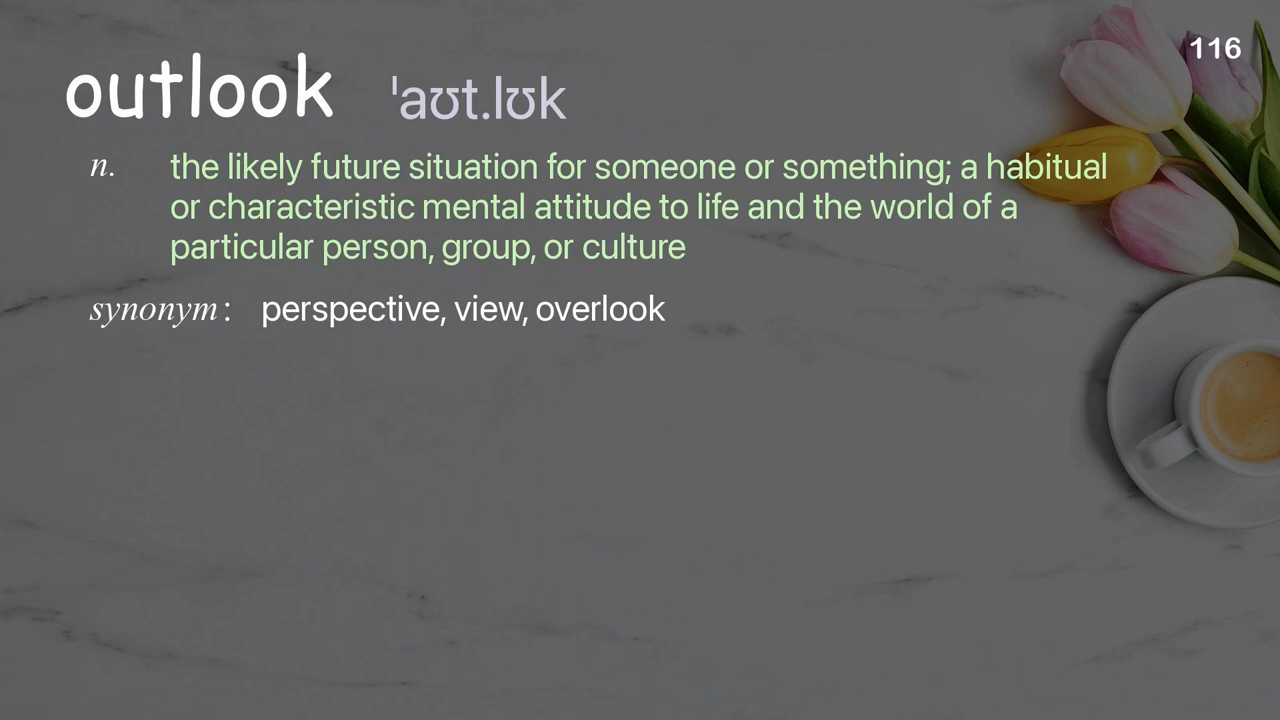 116
outlook ˈaʊt.lʊk
n. the likely future situation for someone or something; a habitual
or characteristic mental attitude to life and the world of a
particular person, group, or culture
synonym: perspective, view, overlook